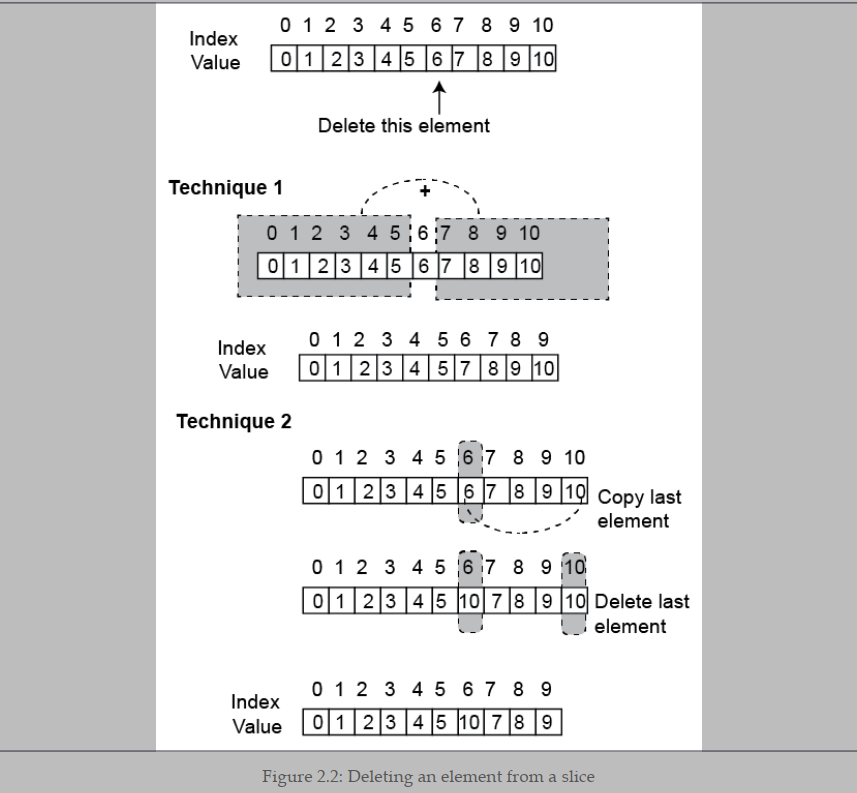 0 1 2 3 4 5 6 7 8 9 10
Index
Value 0 1 2 3 4 5 6 7 8 9 10
Delete this element
Technique 1
+
0 1 2 3 4 5 6 7 8 9 10
0 1 2 3 4 5 6 7 8 9 10
Index 0 1 2 3 4 5 6 7 8 9
Value 0 1 2 3 4 5 7 8 9 10
Technique 2
0 1 2 3 4 5 6 7 8 9 10
0 1 2 3 4 5 6 7 8 9 10
Copy last
element
0 1 2 3 4 5 6 7 8 9 10
0 1 2 3 4 5 10 7 8 9 10
Delete last
element
Index 0 1 2 3 4 5 6 7 8 9
Value 0 1 2 3 4 5 10 7 8 9
Figure 2.2: Deleting an element from a slice